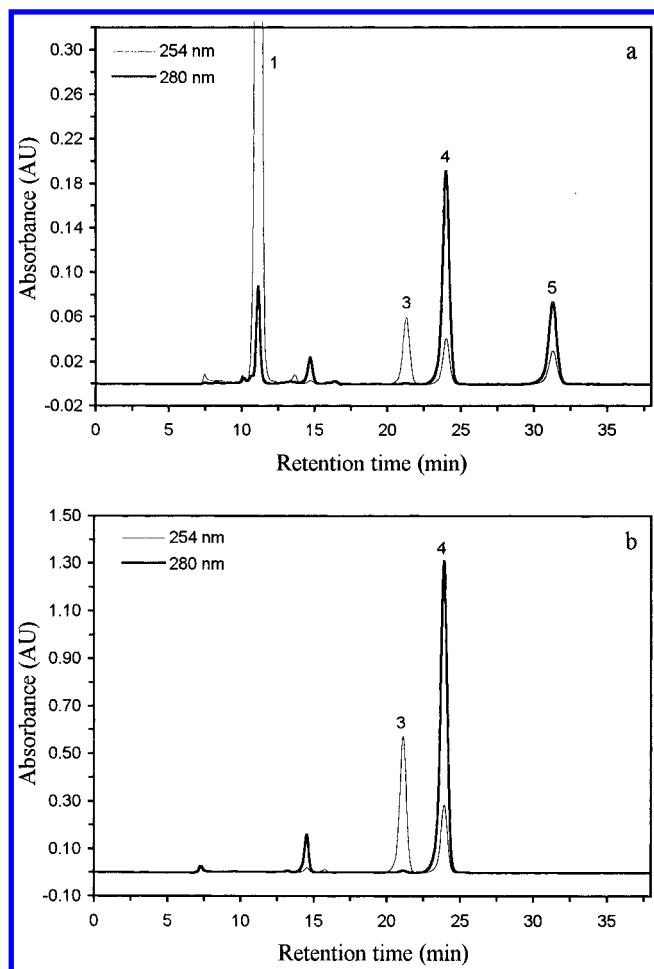 a
254 nm
280 nm
1
3
4
5
Absorbance (AU)
0.30
0.26
0.22
0.18
0.14
0.10
0.06
0.02
-0.02
0 5 10 15 20 25 30 35
Retention time (min)
b
254 nm
280 nm
3
4
Absorbance (AU)
1.50
1.30
1.10
0.90
0.70
0.50
0.30
0.10
-0.10
0 5 10 15 20 25 30 35
Retention time (min)